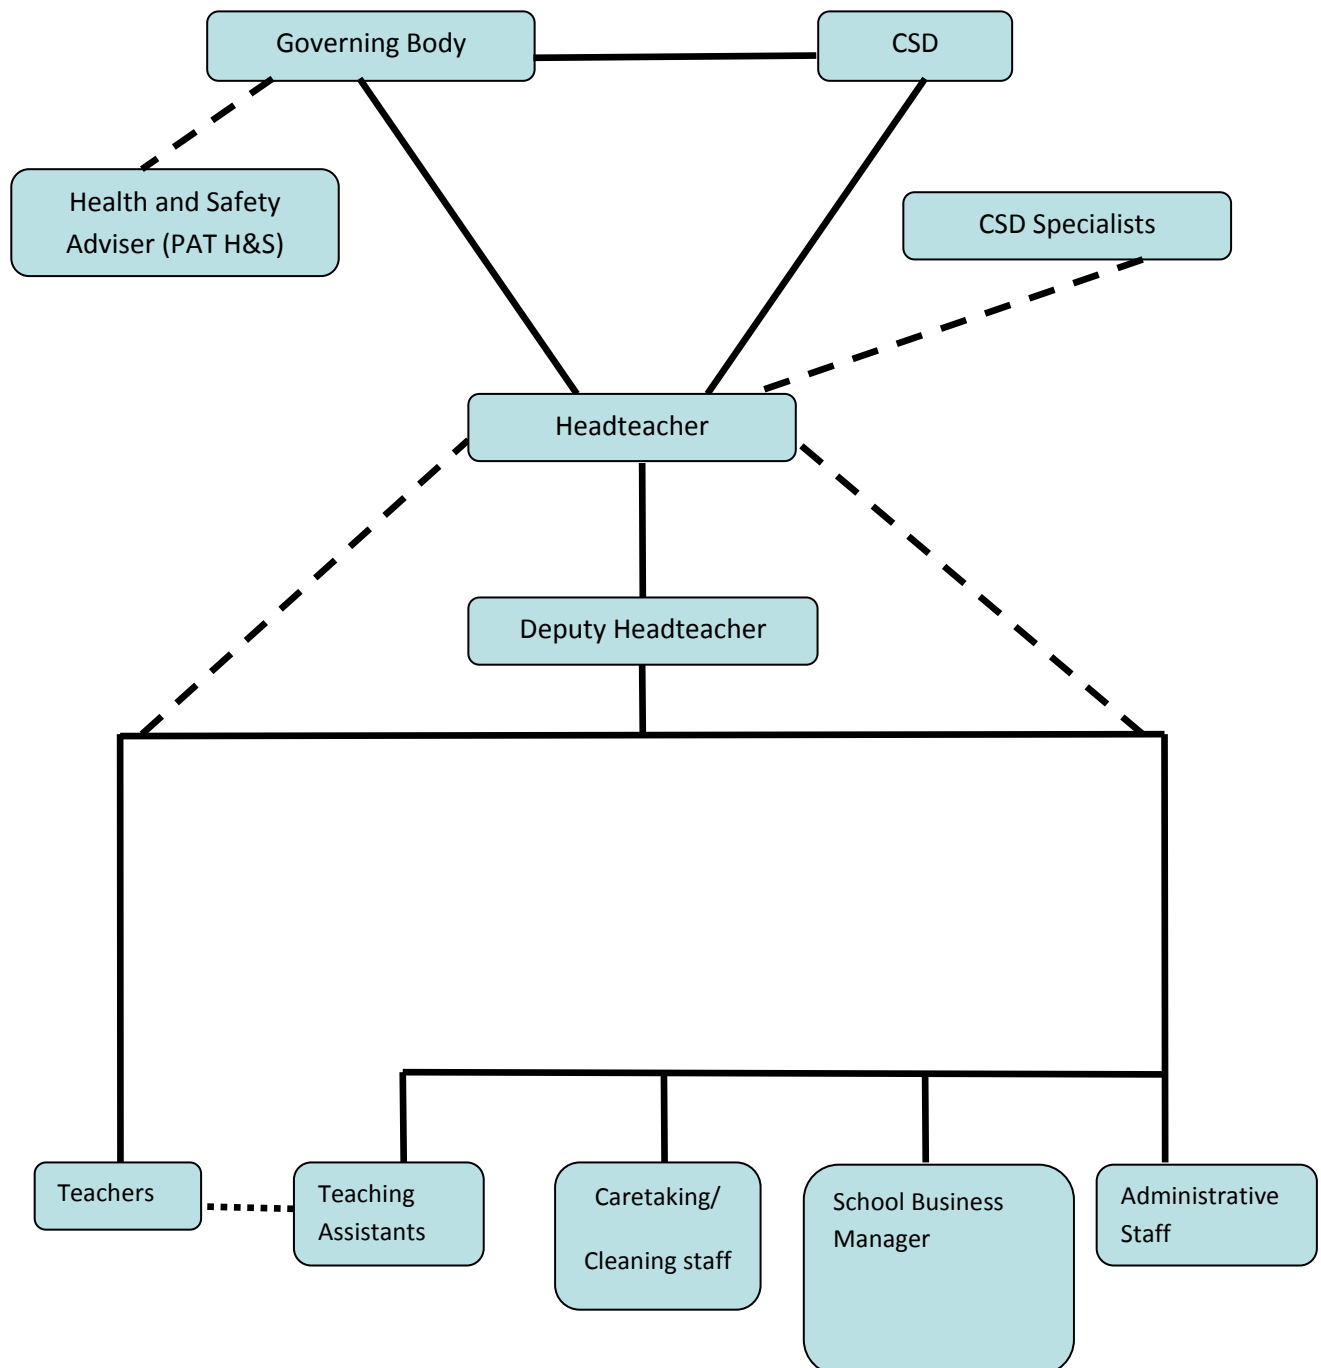 Governing Body
CSD
Health and Safety
Adviser (PAT H&S)
CSD Specialists
Headteacher
Deputy Headteacher
Teachers
Teaching
Assistants
Caretaking/
Cleaning staff
School Business
Manager
Administrative
Staff